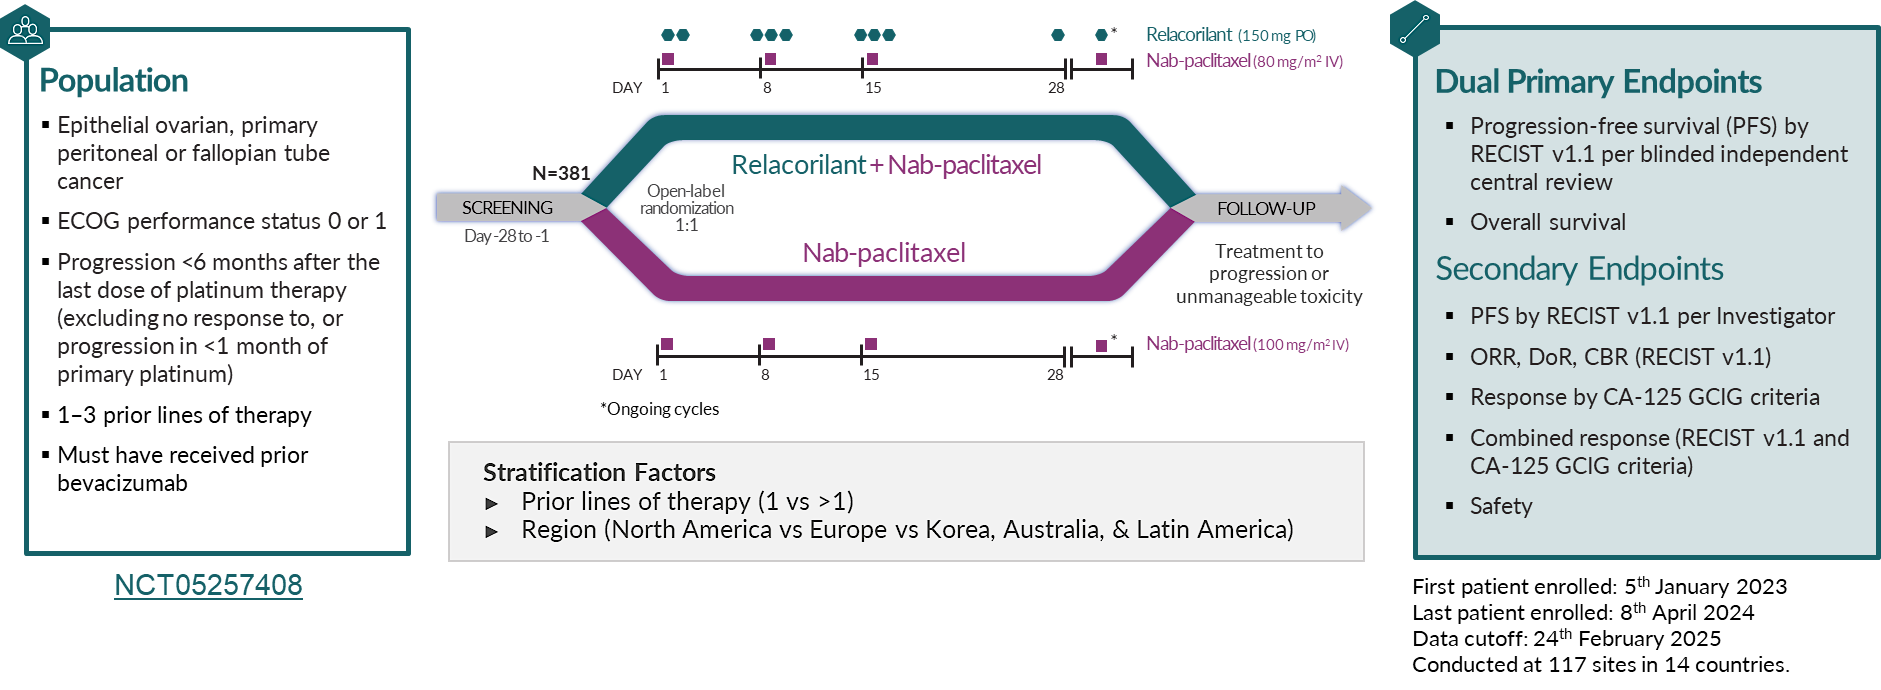 Population
▪ Epithelial ovarian, primary
peritoneal or fallopian tube
cancer
▪ ECOG performance status 0 or 1
▪ Progression <6 months after the
last dose of platinum therapy
(excluding no response to, or
progression in <1 month of
primary platinum)
▪ 1–3 prior lines of therapy
▪ Must have received prior
bevacizumab
NCT05257408
* Relacorilant (150 mg PO)
Nab-paclitaxel (80 mg/m² IV)
DAY 1 8 15 28
N=381
Relacorilant + Nab-paclitaxel
Open-label
randomization
1:1
SCREENING
Day -28 to -1
FOLLOW-UP
Nab-paclitaxel
Treatment to
progression or
unmanageable toxicity
* Nab-paclitaxel (100 mg/m² IV)
DAY 1 8 15 28
*Ongoing cycles
Stratification Factors
► Prior lines of therapy (1 vs >1)
► Region (North America vs Europe vs Korea, Australia, & Latin America)
Dual Primary Endpoints
▪ Progression-free survival (PFS) by
RECIST v1.1 per blinded independent
central review
▪ Overall survival
Secondary Endpoints
▪ PFS by RECIST v1.1 per Investigator
▪ ORR, DoR, CBR (RECIST v1.1)
▪ Response by CA-125 GCIG criteria
▪ Combined response (RECIST v1.1 and
CA-125 GCIG criteria)
▪ Safety
First patient enrolled: 5th January 2023
Last patient enrolled: 8th April 2024
Data cutoff: 24th February 2025
Conducted at 117 sites in 14 countries.